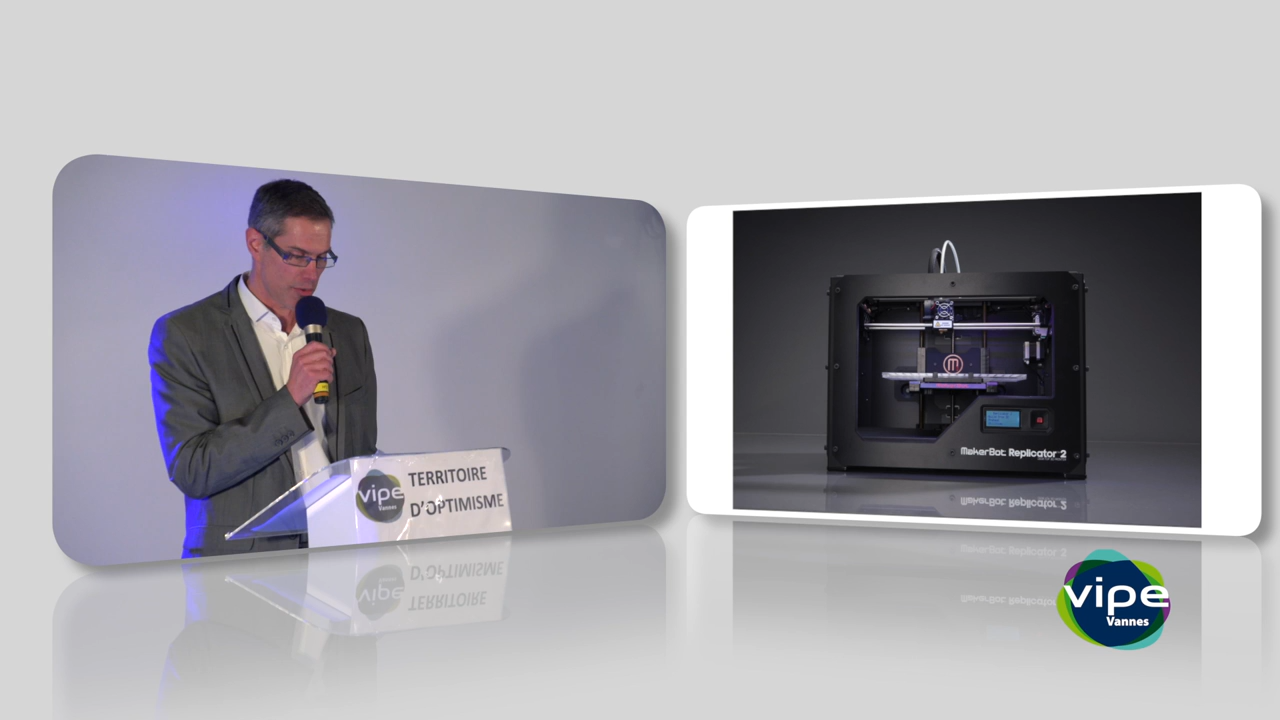 vipe
Vannes
TERRITOIRE
D'OPTIMISME
MakerBot Replicator 2
vipe
Vannes